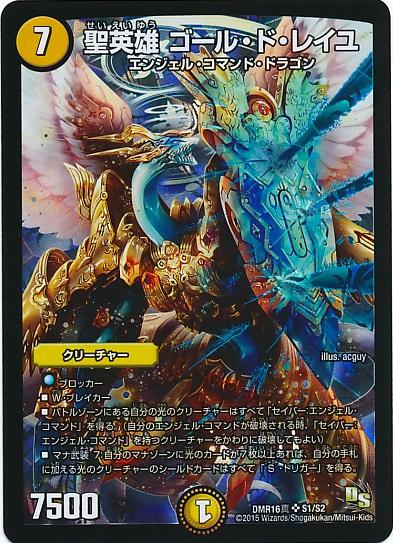 7
せいえいゆう
聖英雄 ゴール・ド・レイユ
エンジェル・コマンド・ドラゴン
クリーチャー
illus. acguy
ブロッカー
■W・ブレイカー
■バトルゾーンにある自分の光のクリーチャーはすべて「セイバー:エンジェル・
コマンド」を得る。(自分のエンジェル・コマンドが破壊される時、「セイバー:
エンジェル・コマンド」を持つクリーチャーをかわりに破壊してもよい)
■マナ武装 7:自分のマナゾーンに光のカードが7枚以上あれば、自分の手札
に加える光のクリーチャーのシールドカードはすべて「S・トリガー」を得る。
7500
1
DS
DMR16真 S1/S2
©2015 Wizards/Shogakukan/Mitsui-Kids